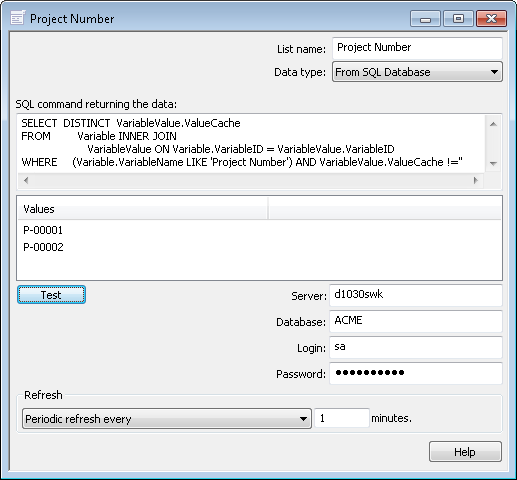 Project Number
List name: Project Number
Data type: From SQL Database
SQL command returning the data:
SELECT DISTINCT VariableValue.ValueCache
FROM Variable INNER JOIN
VariableValue ON Variable.VariableID = VariableValue.VariableID
WHERE (Variable.VariableName LIKE 'Project Number') AND VariableValue.ValueCache !=''
Values
P-00001
P-00002
Test
Server: d1030swk
Database: ACME
Login: sa
Password: ●●●●●●●●●●
Refresh
Periodic refresh every 1 minutes.
Help